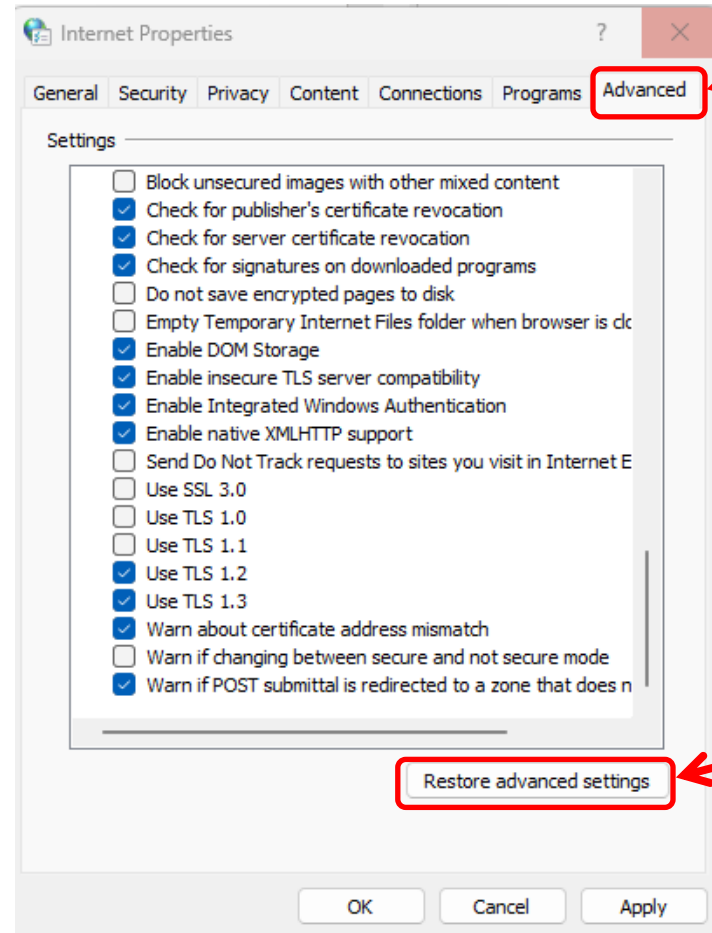 Internet Properties ?
General Security Privacy Content Connections Programs Advanced
Settings
Block unsecured images with other mixed content
Check for publisher's certificate revocation
Check for server certificate revocation
Check for signatures on downloaded programs
Do not save encrypted pages to disk
Empty Temporary Internet Files folder when browser is clo
Enable DOM Storage
Enable insecure TLS server compatibility
Enable Integrated Windows Authentication
Enable native XMLHTTP support
Send Do Not Track requests to sites you visit in Internet E
Use SSL 3.0
Use TLS 1.0
Use TLS 1.1
Use TLS 1.2
Use TLS 1.3
Warn about certificate address mismatch
Warn if changing between secure and not secure mode
Warn if POST submittal is redirected to a zone that does n
Restore advanced settings
OK Cancel Apply